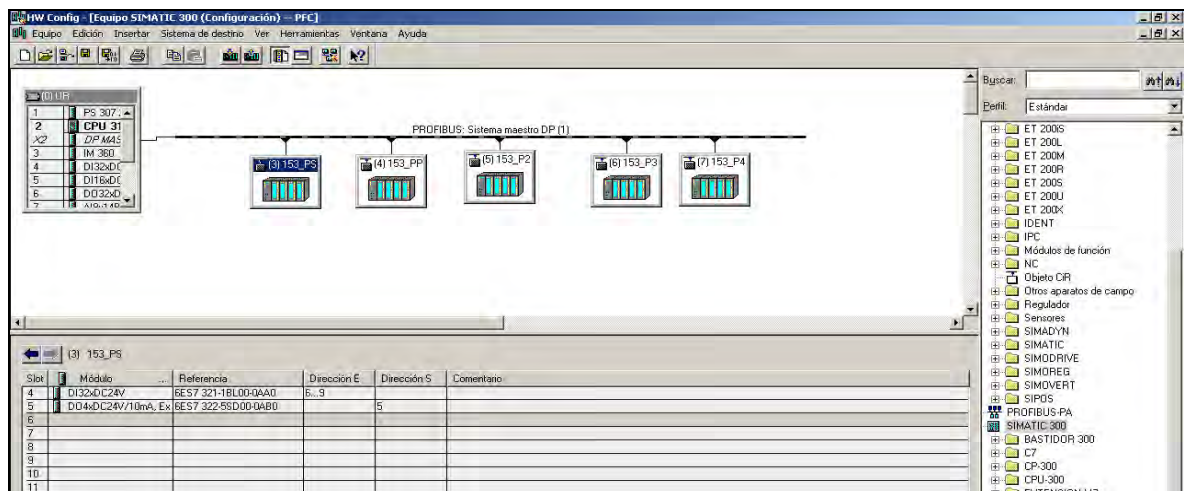 HW Config - [Equipo SIMATIC 300 (Configuración) -- PFC]
Equipo Edición Insertar Sistema de destino Ver Herramientas Ventana Ayuda
(0) UR
1 PS 307
2 CPU 31
X2 DP MAS
3 IM 360
4 DI32xDC
5 DI16xDC
6 DO32xD
7
PROFIBUS: Sistema maestro DP (1)
(3) 153_PS
(4) 153_PP
(5) 153_P2
(6) 153_P3
(7) 153_P4
Buscar:
Perfil: Estándar
ET 200iS
ET 200L
ET 200M
ET 200R
ET 200S
ET 200U
ET 200X
IDENT
IPC
Módulos de función
NC
Objeto CiR
Otros aparatos de campo
Regulador
Sensores
SIMADYN
SIMATIC
SIMODRIVE
SIMOREG
SIMOVERT
SIPOS
PROFIBUS-PA
SIMATIC 300
BASTIDOR 300
C7
CP-300
CPU-300
(3) 153_PS
Slot Módulo ... Referencia Dirección E Dirección S Comentario
4 DI32xDC24V 6ES7 321-1BL00-0AA0 6...9
5 DO4xDC24V/10mA, Ex 6ES7 322-5SD00-0AB0 5
6
7
8
9
10
11